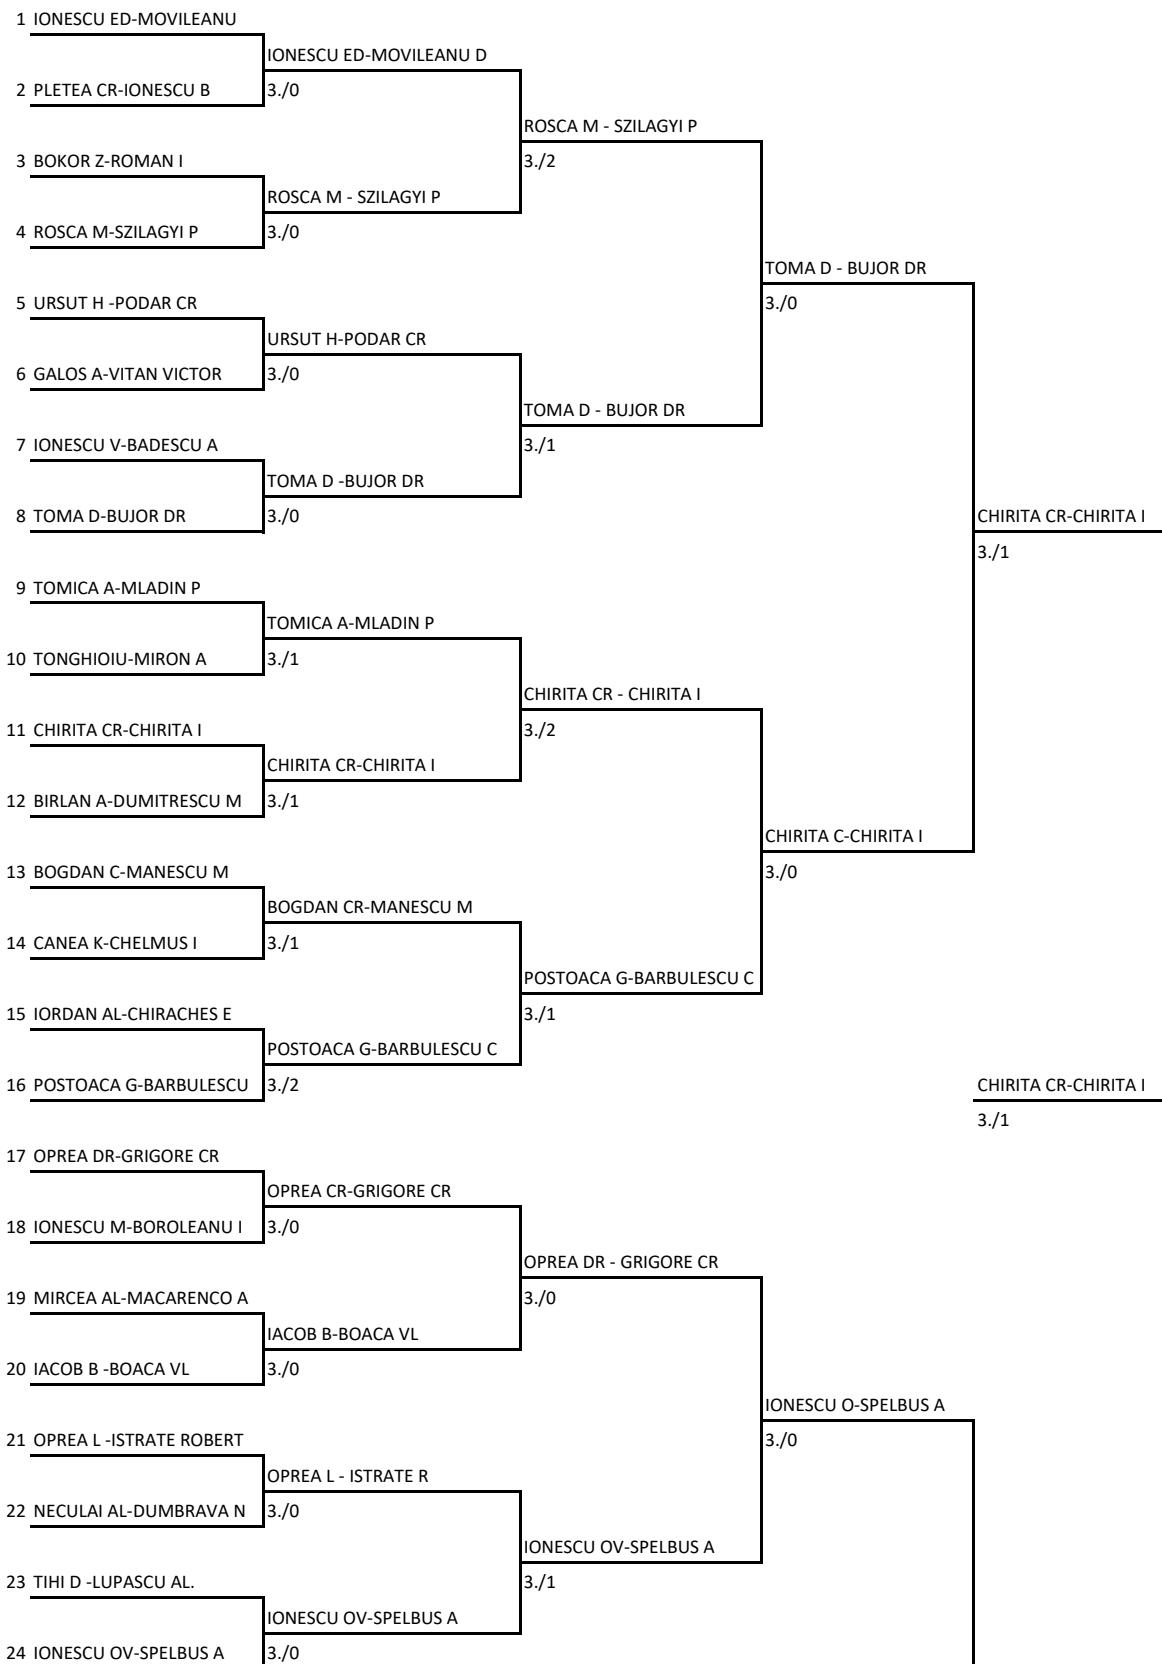 1 IONESCU ED-MOVILEANU
IONESCU ED-MOVILEANU D
2 PLETEA CR-IONESCU B 3./0
ROSCA M - SZILAGYI P
3 BOKOR Z-ROMAN I 3./2
ROSCA M - SZILAGYI P
4 ROSCA M-SZILAGYI P 3./0
TOMA D - BUJOR DR
5 URSUT H -PODAR CR 3./0
URSUT H-PODAR CR
6 GALOS A-VITAN VICTOR 3./0
TOMA D - BUJOR DR
7 IONESCU V-BADESCU A 3./1
TOMA D -BUJOR DR
8 TOMA D-BUJOR DR 3./0 CHIRITA CR-CHIRITA I
3./1
9 TOMICA A-MLADIN P
TOMICA A-MLADIN P
10 TONGHIOIU-MIRON A 3./1
CHIRITA CR - CHIRITA I
11 CHIRITA CR-CHIRITA I 3./2
CHIRITA CR-CHIRITA I
12 BIRLAN A-DUMITRESCU M 3./1
CHIRITA C-CHIRITA I
13 BOGDAN C-MANESCU M 3./0
BOGDAN CR-MANESCU M
14 CANEA K-CHELMUS I 3./1
POSTOACA G-BARBULESCU C
15 IORDAN AL-CHIRACHES E 3./1
POSTOACA G-BARBULESCU C
16 POSTOACA G-BARBULESCU 3./2 CHIRITA CR-CHIRITA I
3./1
17 OPREA DR-GRIGORE CR
OPREA CR-GRIGORE CR
18 IONESCU M-BOROLEANU I 3./0
OPREA DR - GRIGORE CR
19 MIRCEA AL-MACARENCO A 3./0
IACOB B-BOACA VL
20 IACOB B -BOACA VL 3./0
IONESCU O-SPELBUS A
21 OPREA L -ISTRATE ROBERT 3./0
OPREA L - ISTRATE R
22 NECULAI AL-DUMBRAVA N 3./0
IONESCU OV-SPELBUS A
23 TIHI D -LUPASCU AL. 3./1
IONESCU OV-SPELBUS A
24 IONESCU OV-SPELBUS A 3./0